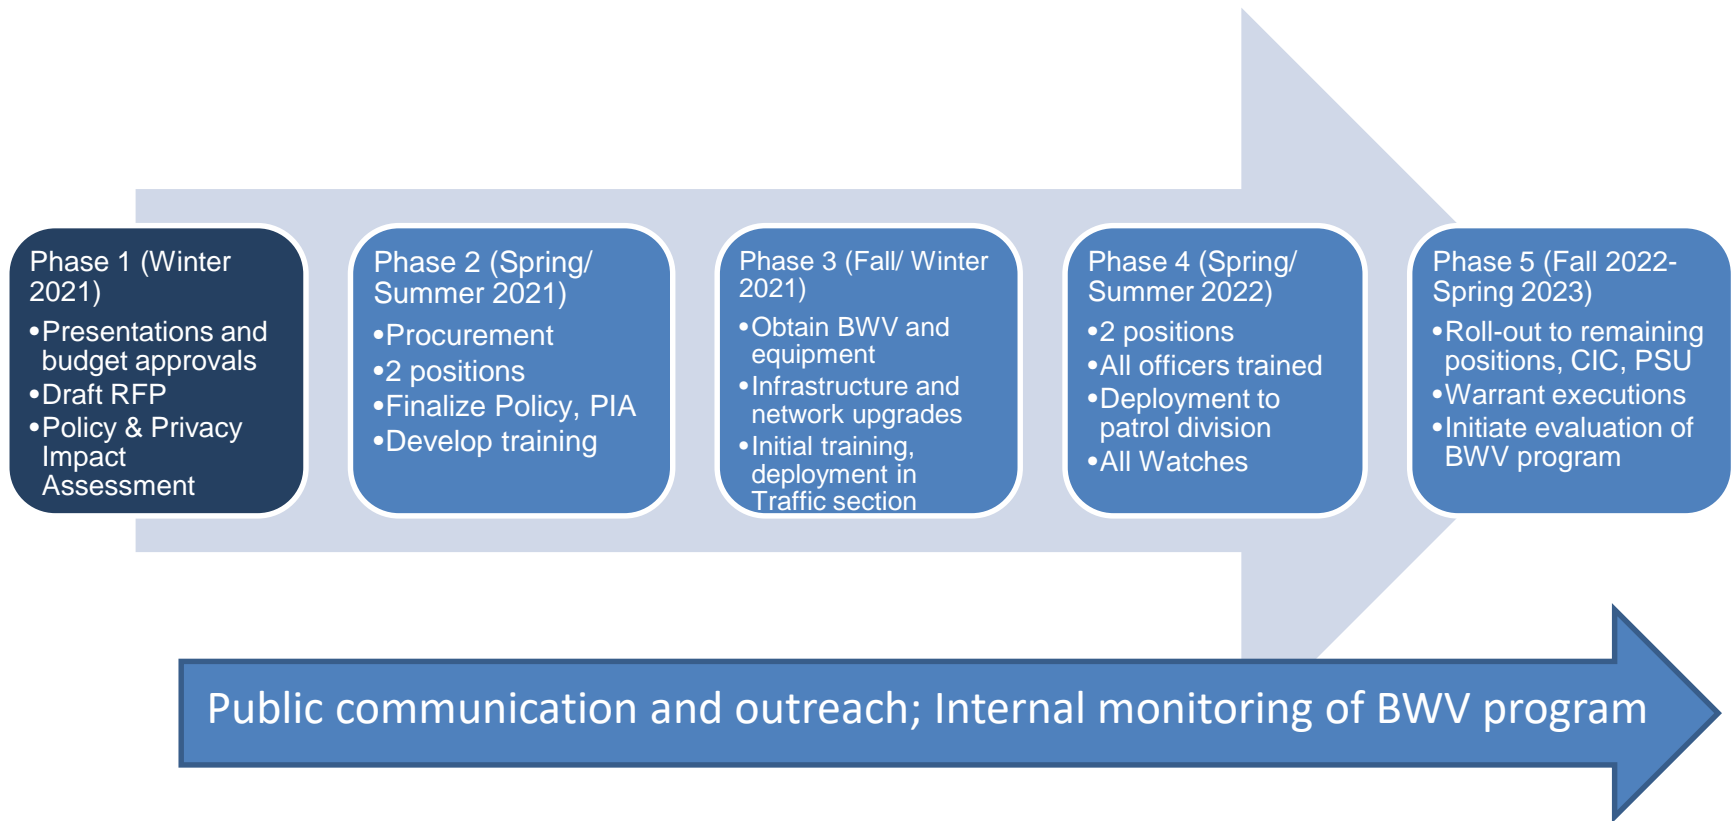 Phase 1 (Winter
2021)
•Presentations and
budget approvals
•Draft RFP
•Policy & Privacy
Impact
Assessment
Phase 2 (Spring/
Summer 2021)
•Procurement
•2 positions
•Finalize Policy, PIA
•Develop training
Phase 3 (Fall/ Winter
2021)
•Obtain BWV and
equipment
•Infrastructure and
network upgrades
•Initial training,
deployment in
Traffic section
Phase 4 (Spring/
Summer 2022)
•2 positions
•All officers trained
•Deployment to
patrol division
•All Watches
Phase 5 (Fall 2022-
Spring 2023)
•Roll-out to remaining
positions, CIC, PSU
•Warrant executions
•Initiate evaluation of
BWV program
Public communication and outreach; Internal monitoring of BWV program